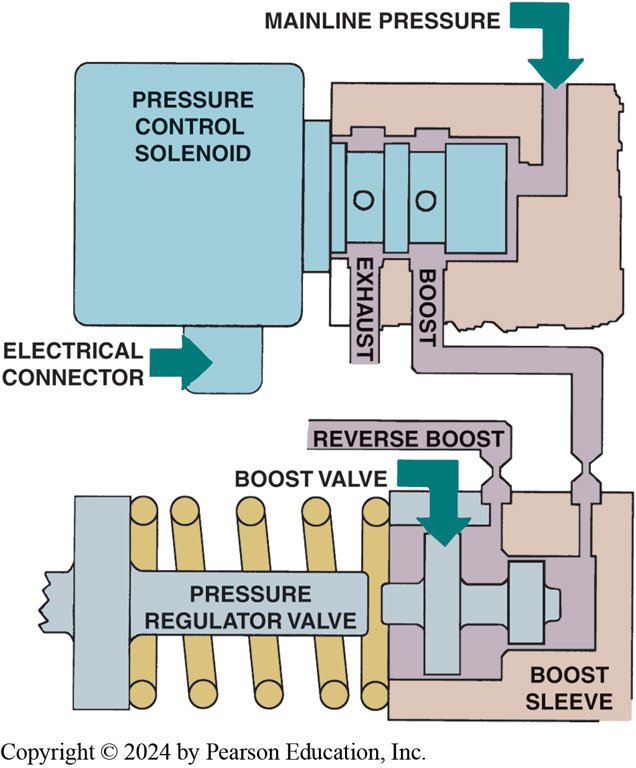 MAINLINE PRESSURE
PRESSURE
CONTROL
SOLENOID
EXHAUST
BOOST
ELECTRICAL
CONNECTOR
REVERSE BOOST
BOOST VALVE
PRESSURE
REGULATOR VALVE
BOOST
SLEEVE
Copyright © 2024 by Pearson Education, Inc.